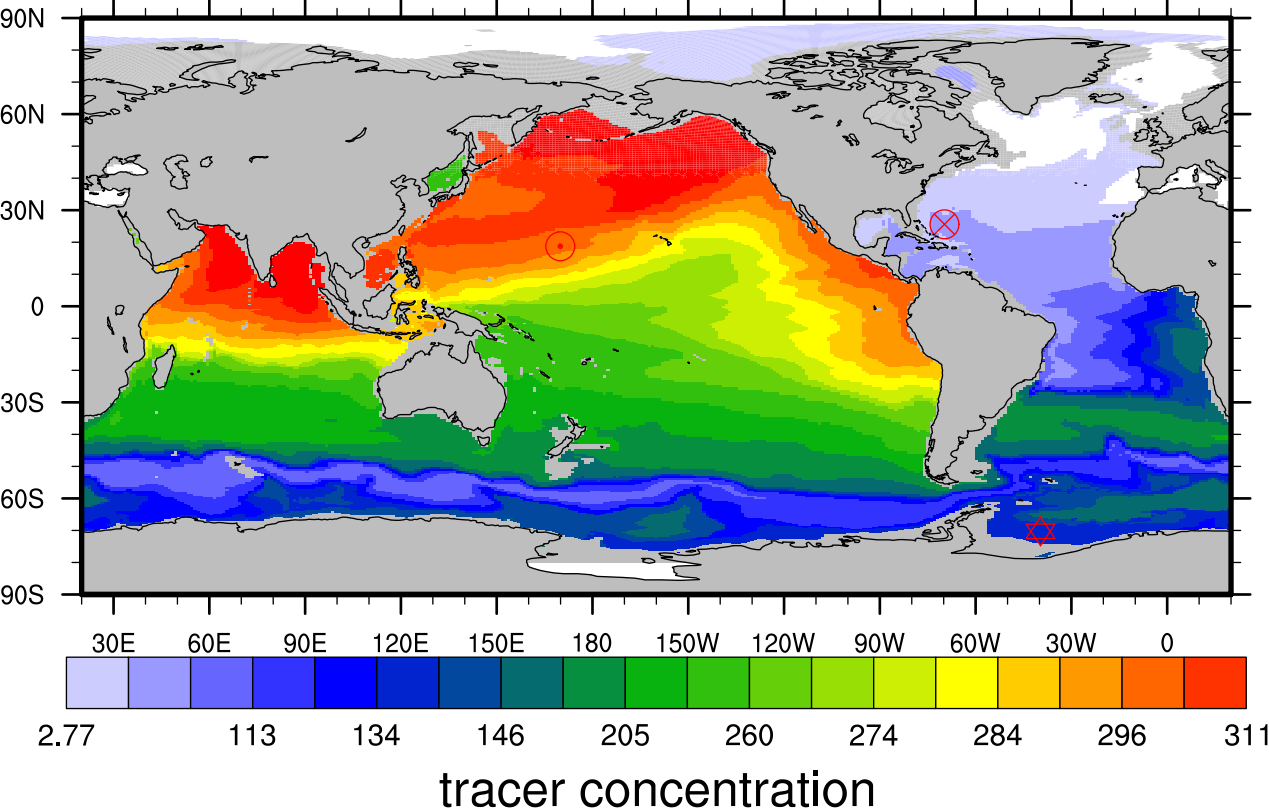 90N
60N
30N
0
30S
60S
90S
30E 60E 90E 120E 150E 180 150W 120W 90W 60W 30W 0
2.77 113 134 146 205 260 274 284 296 311
tracer concentration